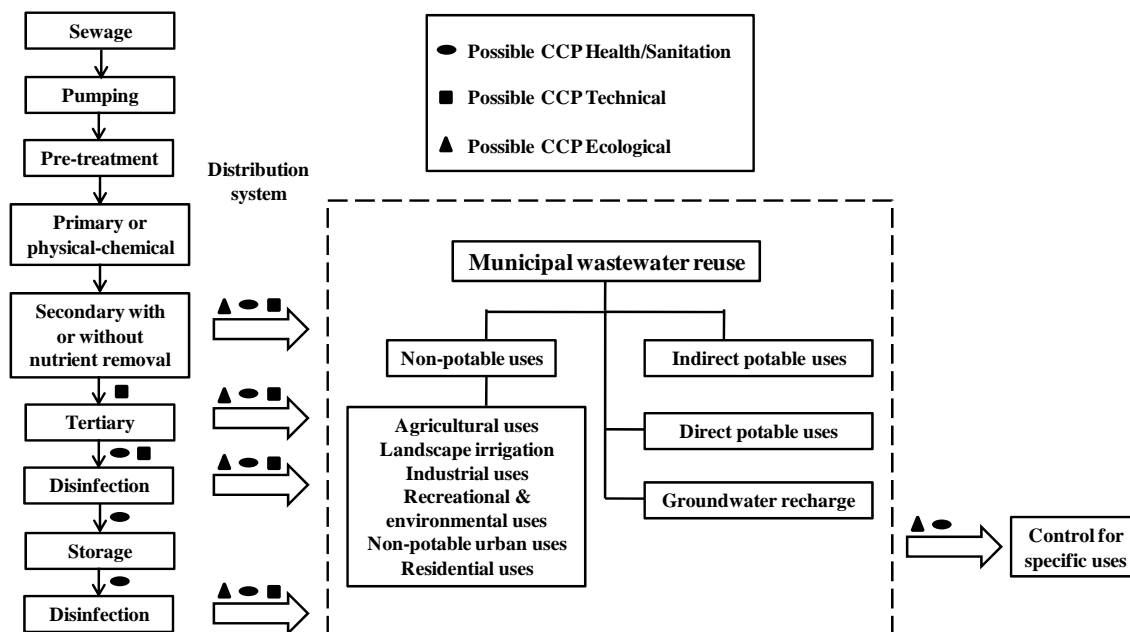 Sewage
Pumping
Pre-treatment
Primary or
physical-chemical
Secondary with
or without
nutrient removal
Tertiary
Disinfection
Storage
Disinfection
Distribution
system
Possible CCP Health/Sanitation
Possible CCP Technical
Possible CCP Ecological
Municipal wastewater reuse
Non-potable uses
Indirect potable uses
Agricultural uses
Landscape irrigation
Industrial uses
Recreational &
environmental uses
Non-potable urban uses
Residential uses
Direct potable uses
Groundwater recharge
Control for
specific uses